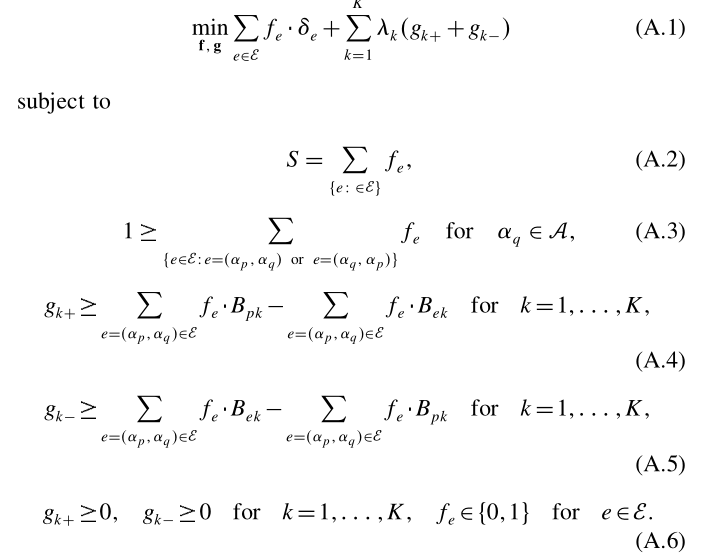 min_{f, g} ∑_{e∈ℰ} f_e · δ_e + ∑_{k=1}^{K} λ_k (g_{k+} + g_{k−}) (A.1)
subject to
S = ∑_{{e: ∈ℰ}} f_e, (A.2)
1 ≥ ∑_{{e∈ℰ: e=(α_p, α_q) or e=(α_q, α_p)}} f_e for α_q ∈ 𝒜, (A.3)
g_{k+} ≥ ∑_{e=(α_p, α_q)∈ℰ} f_e · B_{pk} − ∑_{e=(α_p, α_q)∈ℰ} f_e · B_{ek} for k = 1, . . . , K,
(A.4)
g_{k−} ≥ ∑_{e=(α_p, α_q)∈ℰ} f_e · B_{ek} − ∑_{e=(α_p, α_q)∈ℰ} f_e · B_{pk} for k = 1, . . . , K,
(A.5)
g_{k+} ≥ 0, g_{k−} ≥ 0 for k = 1, . . . , K, f_e ∈ {0, 1} for e ∈ ℰ.
(A.6)